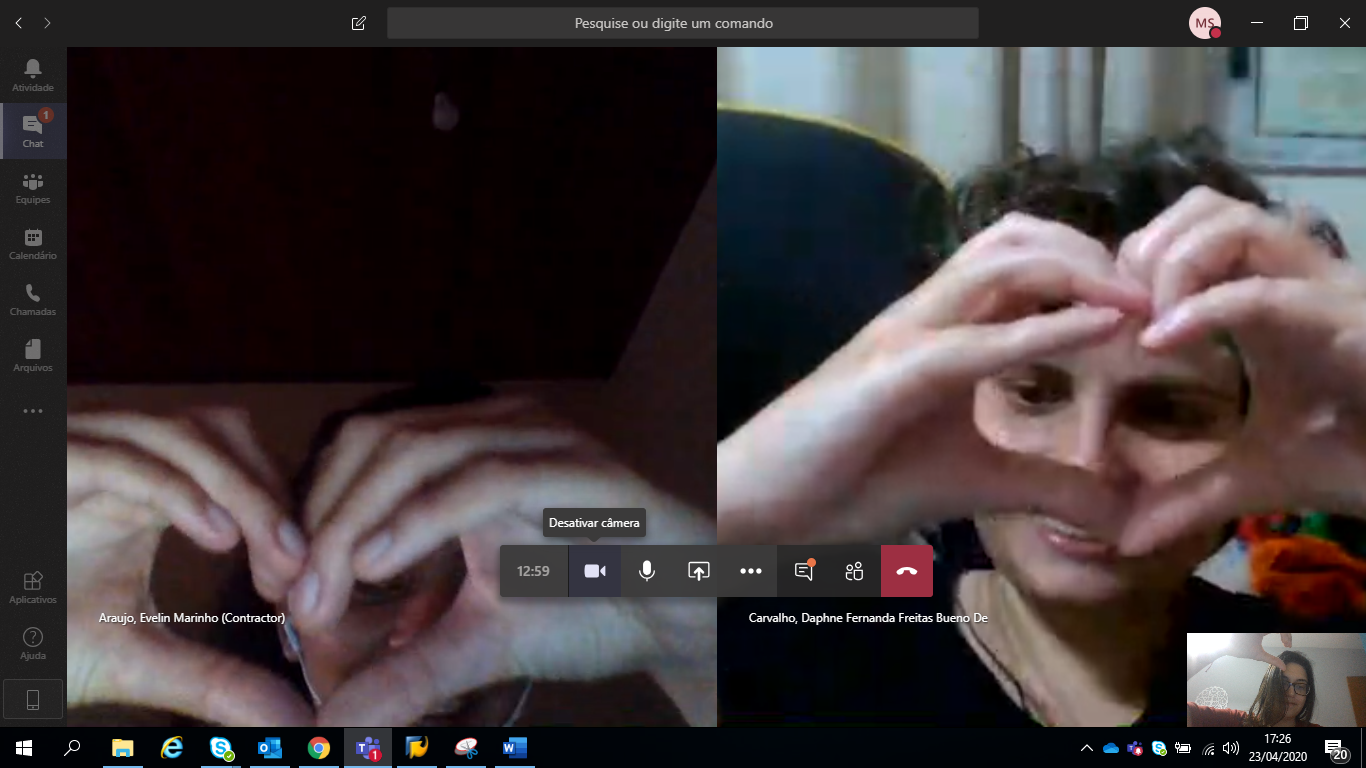 Pesquise ou digite um comando
MS
Atividade
1
Chat
Equipes
Calendário
Chamadas
Arquivos
Aplicativos
Ajuda
Desativar câmera
12:59
Araujo, Evelin Marinho (Contractor)
Carvalho, Daphne Fernanda Freitas Bueno De
1
17:26
23/04/2020
20